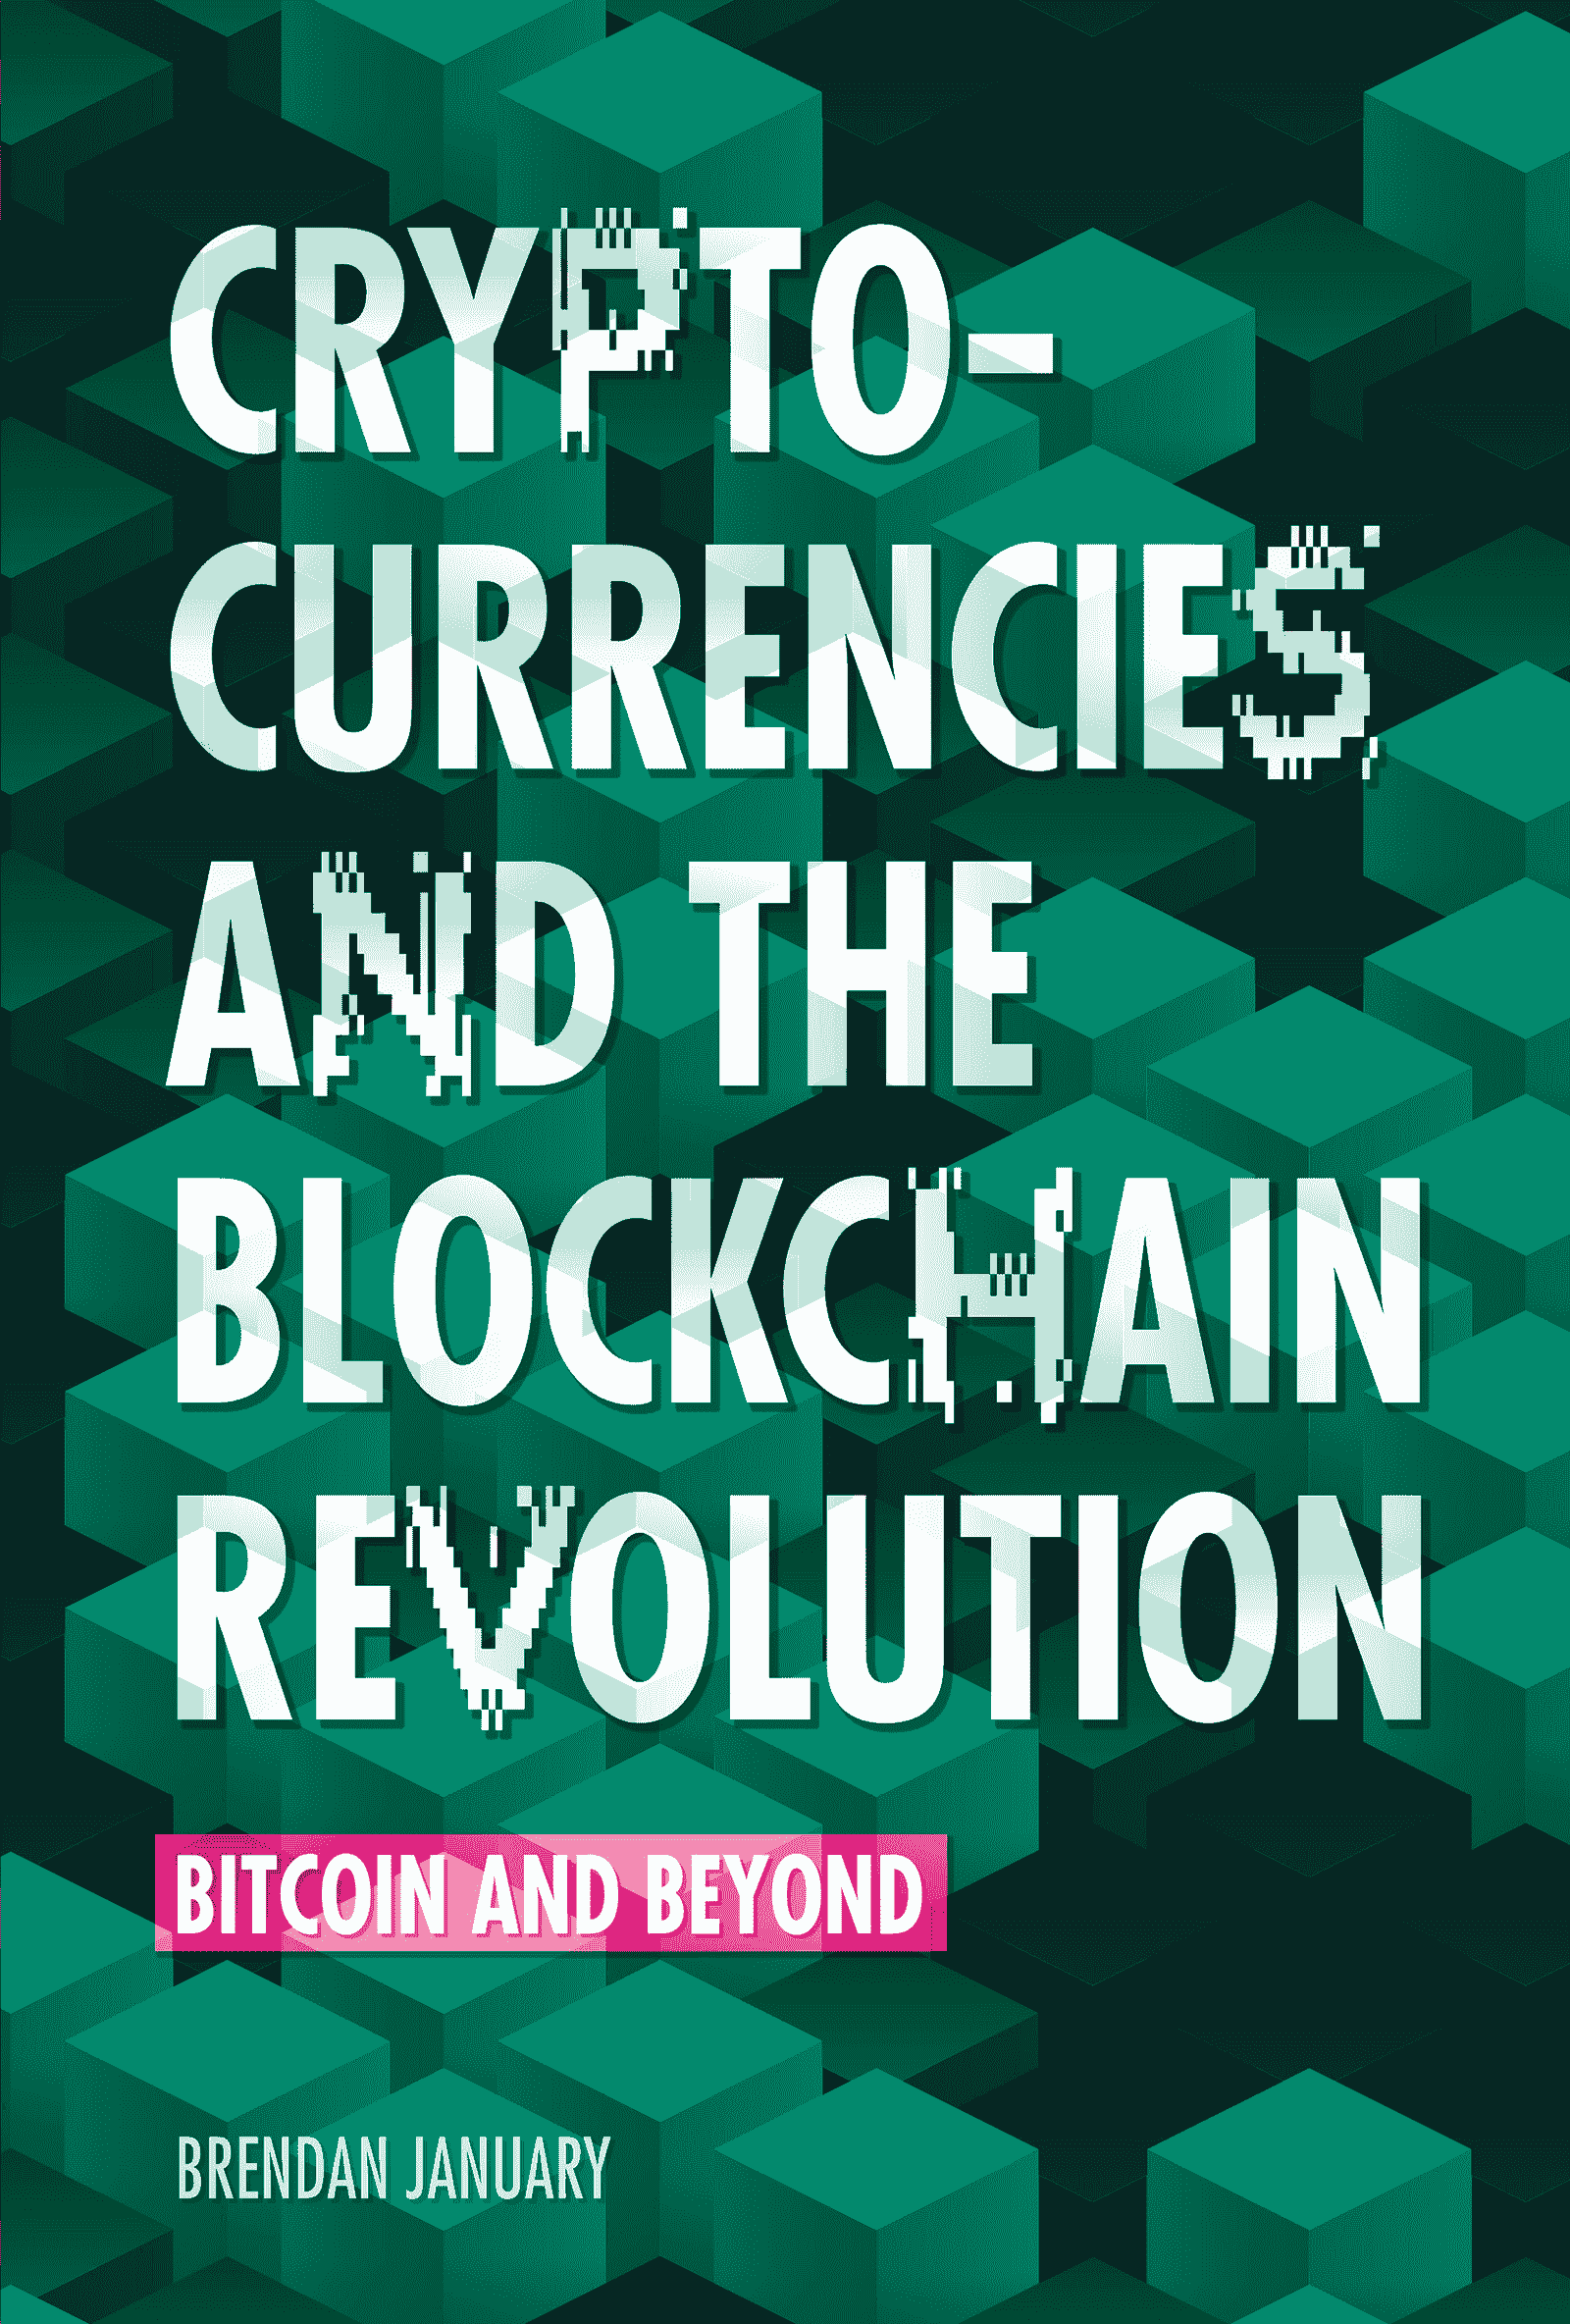 CRYPTO-
CURRENCIES
AND THE
BLOCKCHAIN
REVOLUTION
BITCOIN AND BEYOND
BRENDAN JANUARY